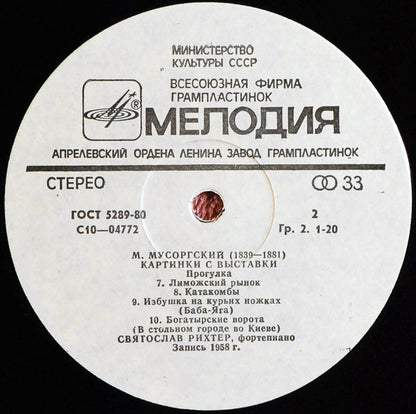 МИНИСТЕРСТВО
КУЛЬТУРЫ СССР
ВСЕСОЮЗНАЯ ФИРМА
ГРАМПЛАСТИНОК
® МЕЛОДИЯ
АПРЕЛЕВСКИЙ ОРДЕНА ЛЕНИНА ЗАВОД ГРАМПЛАСТИНОК
СТЕРЕО 33
ГОСТ 5289-80 2
С10—04772 Гр. 2. 1-20
М. МУСОРГСКИЙ (1839—1881)
КАРТИНКИ С ВЫСТАВКИ
Прогулка
7. Лиможский рынок
8. Катакомбы
9. Избушка на курьих ножках
(Баба-Яга)
10. Богатырские ворота
(В стольном городе во Киеве)
СВЯТОСЛАВ РИХТЕР, фортепиано
Запись 1958 г.